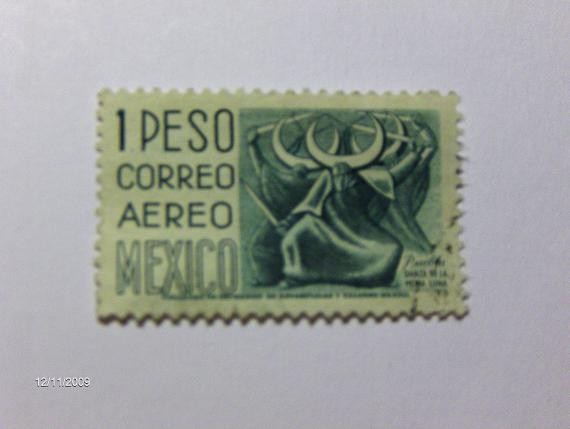 1 PESO
CORREO
AEREO
MEXICO
Puebla
DANZA DE LA
MEDIA LUNA
12/11/2009